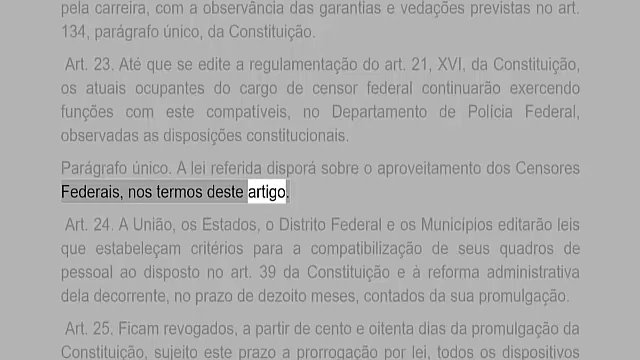 pela carreira, com a observância das garantias e vedações previstas no art.
134, parágrafo único, da Constituição.
Art. 23. Até que se edite a regulamentação do art. 21, XVI, da Constituição,
os atuais ocupantes do cargo de censor federal continuarão exercendo
funções com este compatíveis, no Departamento de Polícia Federal,
observadas as disposições constitucionais.
Parágrafo único. A lei referida disporá sobre o aproveitamento dos Censores
Federais, nos termos deste artigo.
Art. 24. A União, os Estados, o Distrito Federal e os Municípios editarão leis
que estabeleçam critérios para a compatibilização de seus quadros de
pessoal ao disposto no art. 39 da Constituição e à reforma administrativa
dela decorrente, no prazo de dezoito meses, contados da sua promulgação.
Art. 25. Ficam revogados, a partir de cento e oitenta dias da promulgação da
Constituição, sujeito este prazo a prorrogação por lei, todos os dispositivos